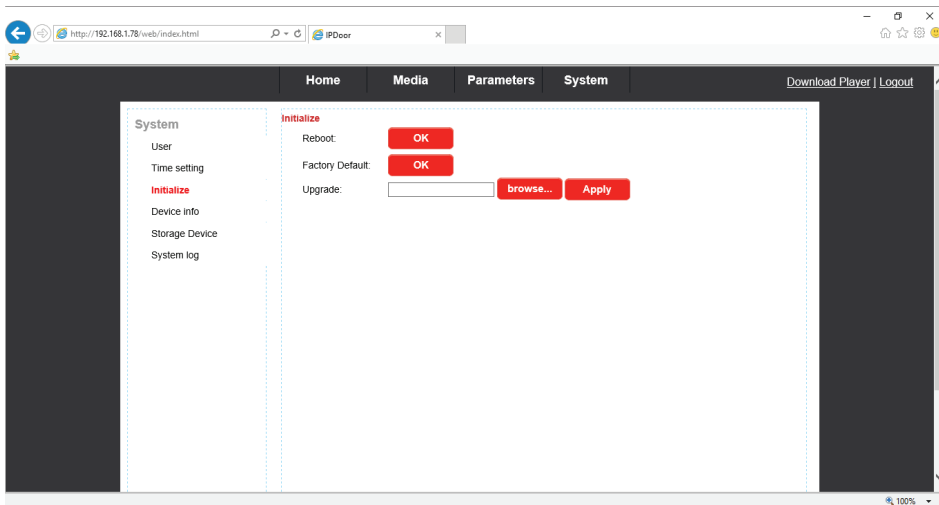 http://192.168.1.78/web/index.html
IPDoor
Home Media Parameters System
Download Player | Logout
System
User
Time setting
Initialize
Device info
Storage Device
System log
Initialize
Reboot: OK
Factory Default: OK
Upgrade: browse... Apply
100%